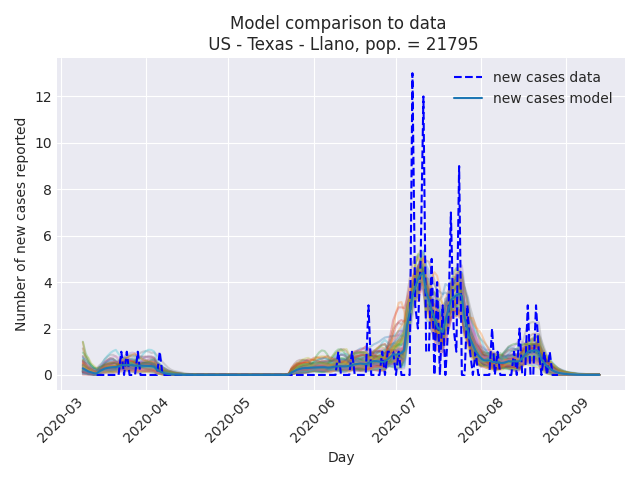 Model comparison to data
US - Texas - Llano, pop. = 21795
new cases data
new cases model
Number of new cases reported
12
10
8
6
4
2
0
2020-03
2020-04
2020-05
2020-06
2020-07
2020-08
2020-09
Day